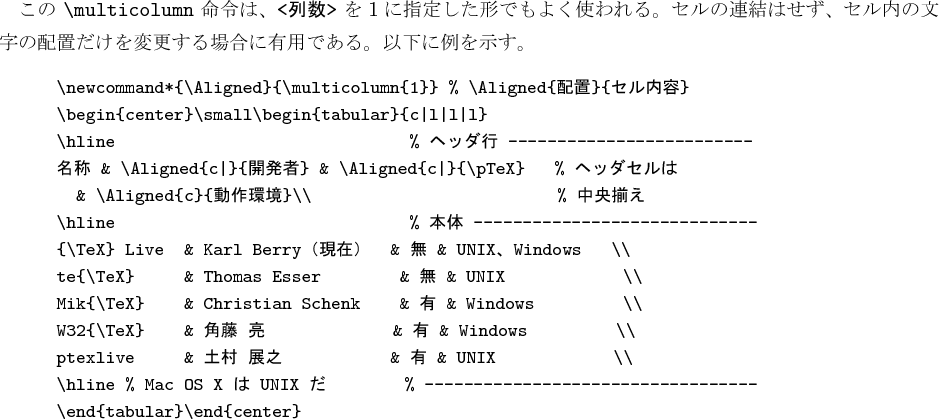 この \multicolumn 命令は、<列数> を 1 に指定した形でもよく使われる。セルの連結はせず、セル内の文
字の配置だけを変更する場合に有用である。以下に例を示す。
\newcommand*{\Aligned}{\multicolumn{1}} % \Aligned{配置}{セル内容}
\begin{center}\small\begin{tabular}{c|l|l|l}
\hline                              % ヘッダ行 -------------------------
名称 & \Aligned{c|}{開発者} & \Aligned{c|}{\pTeX}   % ヘッダセルは
  & \Aligned{c}{動作環境}\\                         % 中央揃え
\hline                              % 本体 -----------------------------
{\TeX} Live  & Karl Berry（現在）  & 無 & UNIX、Windows   \\
te{\TeX}     & Thomas Esser        & 無 & UNIX            \\
Mik{\TeX}    & Christian Schenk    & 有 & Windows         \\
W32{\TeX}    & 角藤 亮             & 有 & Windows         \\
ptexlive     & 土村 展之           & 有 & UNIX            \\
\hline % Mac OS X は UNIX だ        % ----------------------------------
\end{tabular}\end{center}